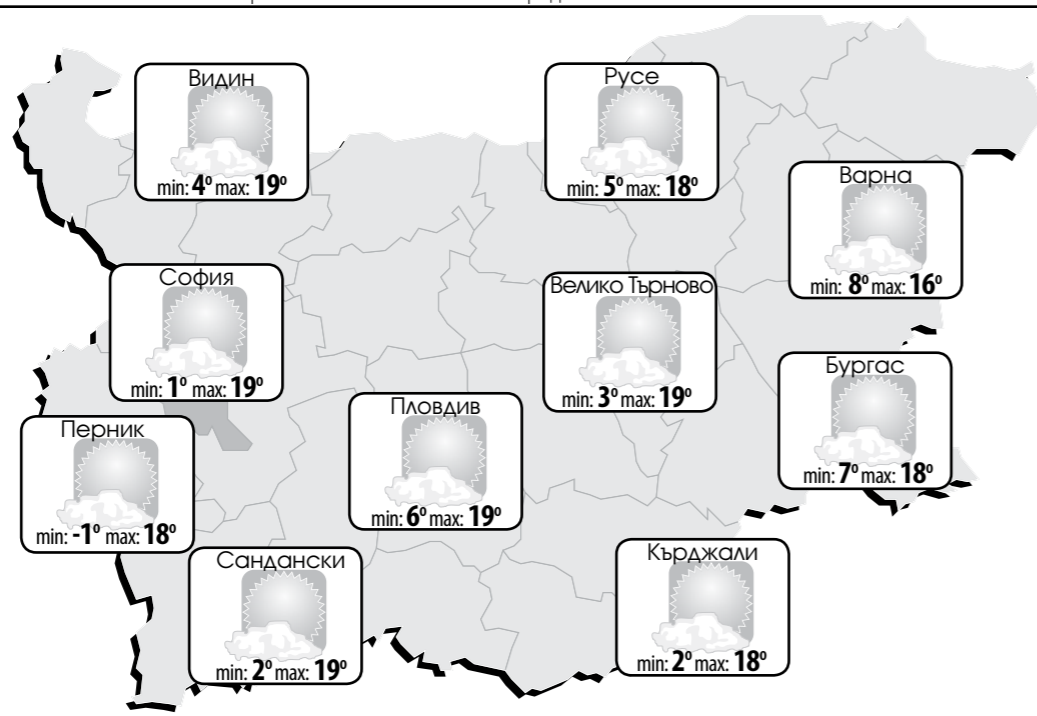 Видин
min: 4° max: 19°
Русе
min: 5° max: 18°
Варна
min: 8° max: 16°
София
min: 1° max: 19°
Велико Търново
min: 3° max: 19°
Бургас
min: 7° max: 18°
Пловдив
min: 6° max: 19°
Перник
min: -1° max: 18°
Сандански
min: 2° max: 19°
Кърджали
min: 2° max: 18°